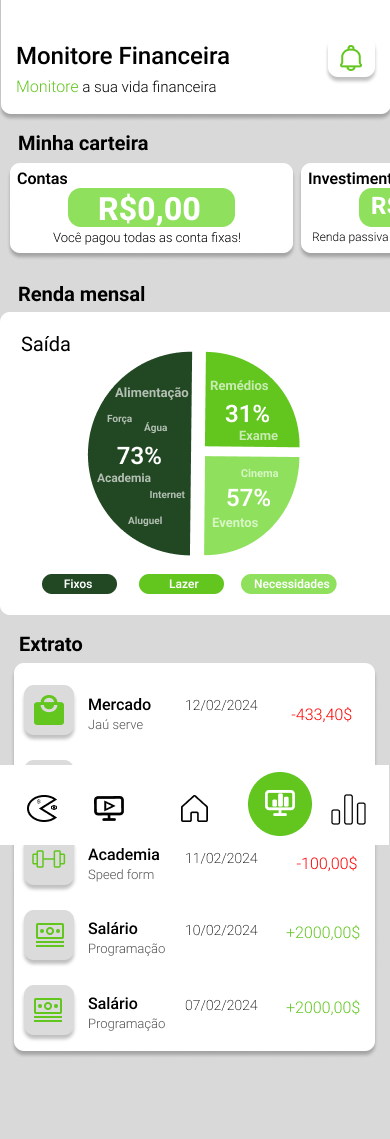 Monitore Financeira
Monitore a sua vida financeira
Minha carteira
Contas
R$0,00
Você pagou todas as conta fixas!
Investiment
R$
Renda passiva
Renda mensal
Saída
Alimentação
Força
Água
73%
Academia
Internet
Aluguel
Remédios
31%
Exame
Cinema
57%
Eventos
Fixos
Lazer
Necessidades
Extrato
Mercado
Jaú serve
12/02/2024
-433,40$
Academia
Speed form
11/02/2024
-100,00$
Salário
Programação
10/02/2024
+2000,00$
Salário
Programação
07/02/2024
+2000,00$